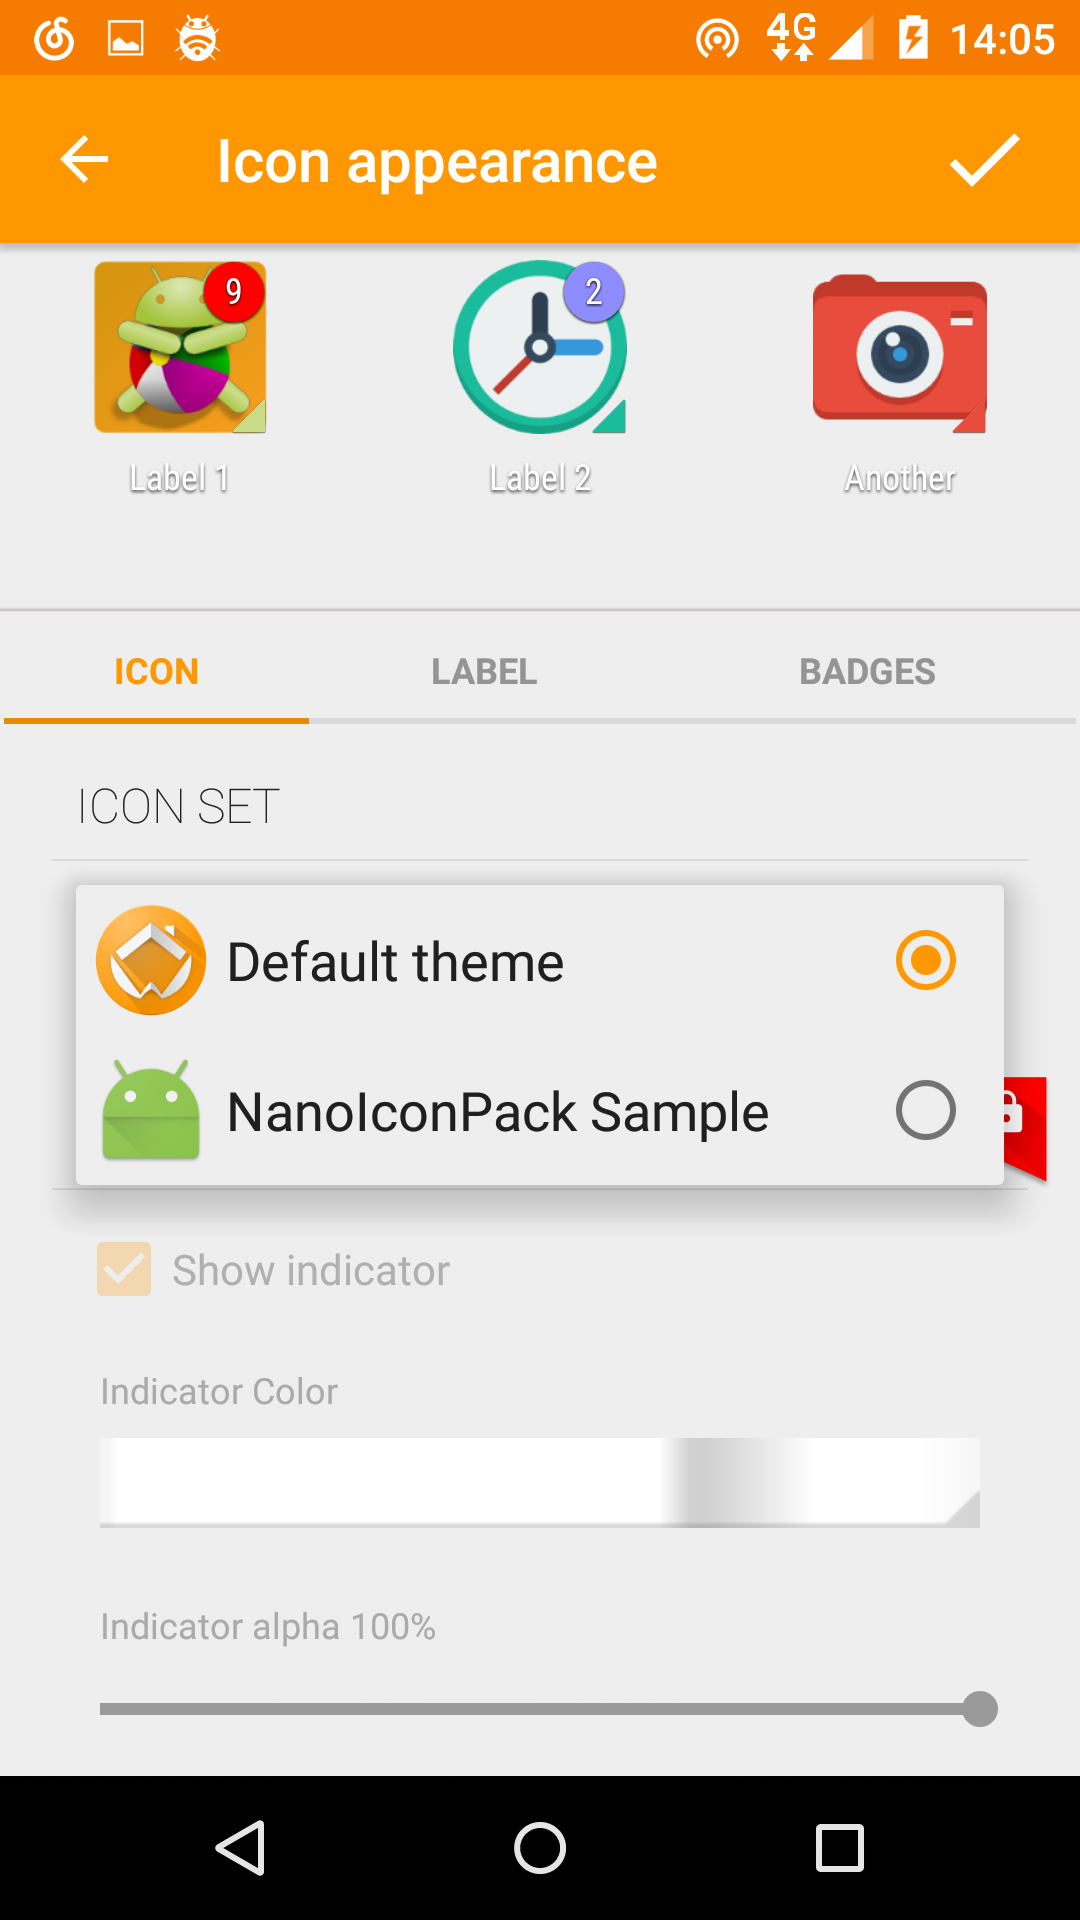 4G 14:05
Icon appearance
9 2
Label 1 Label 2 Another
ICON LABEL BADGES
ICON SET
Default theme
NanoIconPack Sample
Show indicator
Indicator Color
Indicator alpha 100%